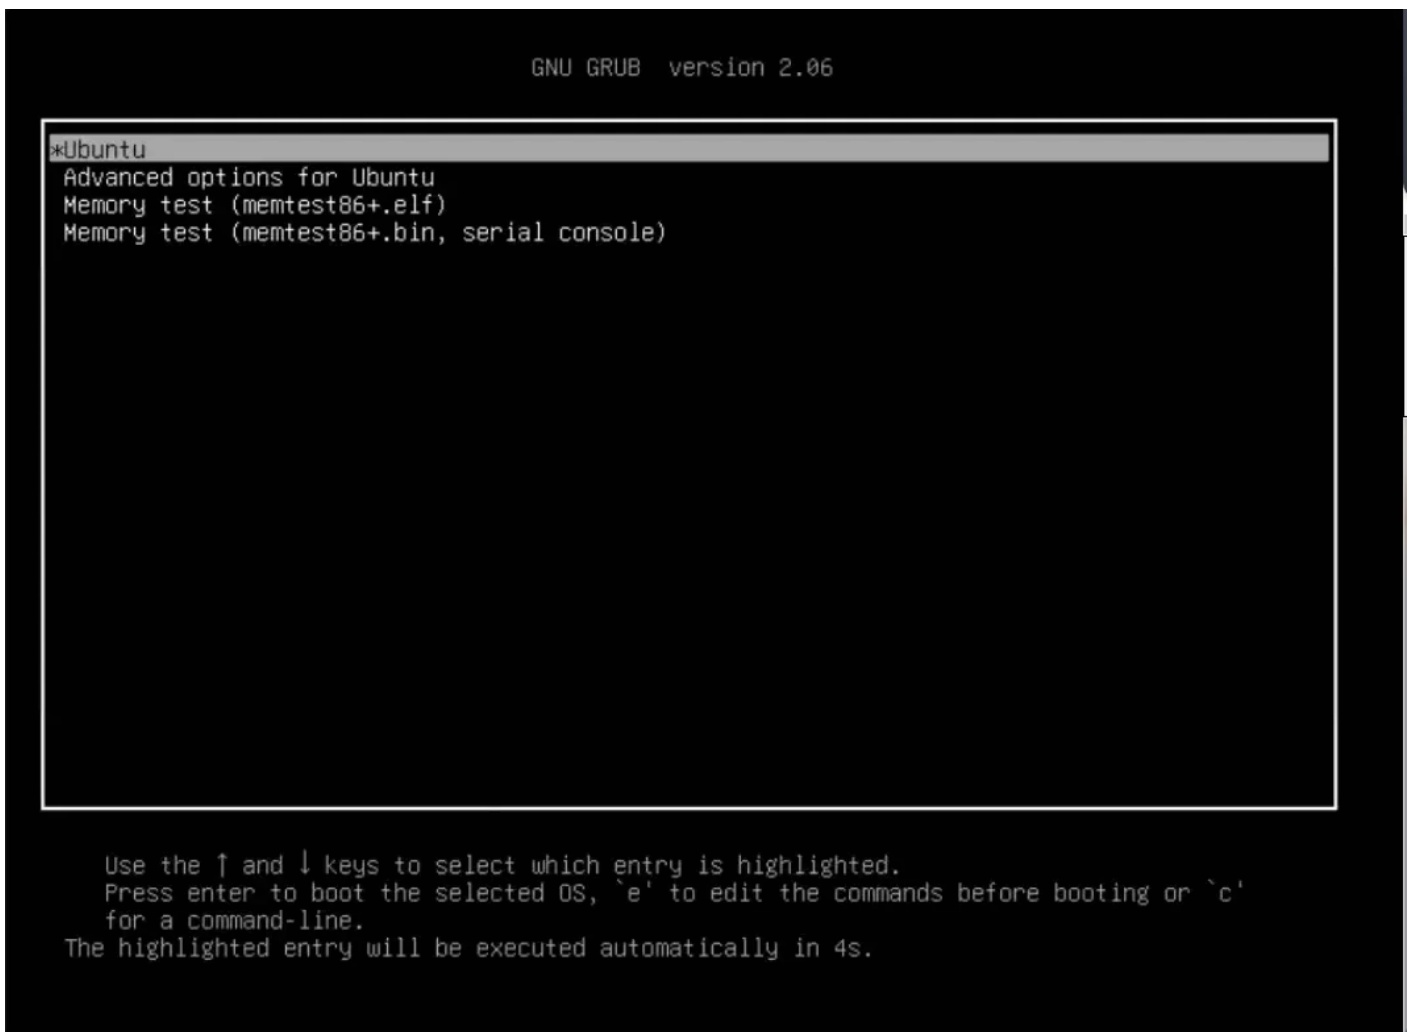 GNU GRUB  version 2.06
*Ubuntu
Advanced options for Ubuntu
Memory test (memtest86+.elf)
Memory test (memtest86+.bin, serial console)
Use the ↑ and ↓ keys to select which entry is highlighted.
Press enter to boot the selected OS, `e' to edit the commands before booting or `c'
for a command-line.
The highlighted entry will be executed automatically in 4s.